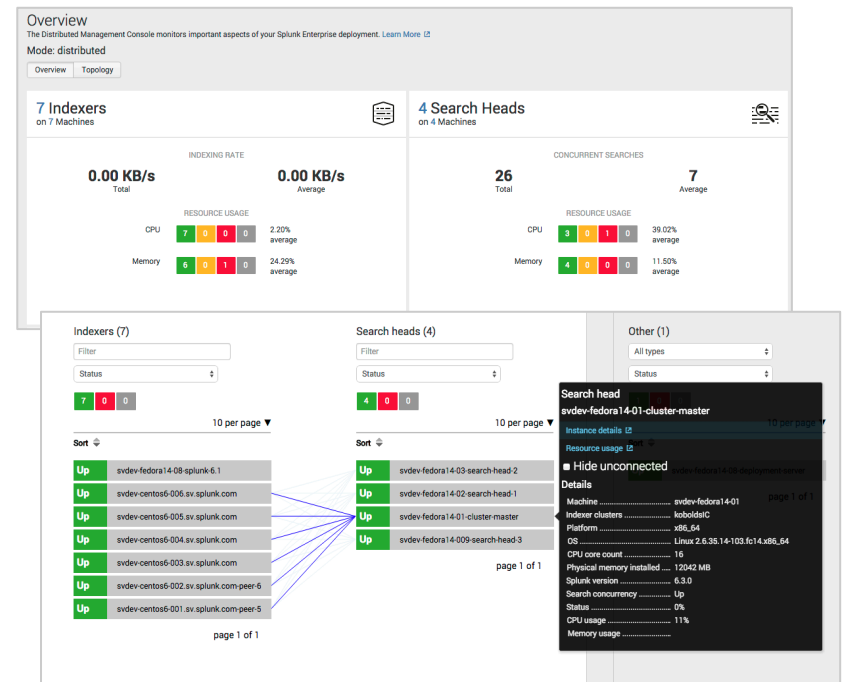 Overview
The Distributed Management Console monitors important aspects of your Splunk Enterprise deployment. Learn More
Mode: distributed
Overview Topology
7 Indexers
on 7 Machines
INDEXING RATE
0.00 KB/s 0.00 KB/s
Total Average
RESOURCE USAGE
CPU 7 0 0 0 2.20% average
Memory 6 0 1 0 24.29% average
4 Search Heads
on 4 Machines
CONCURRENT SEARCHES
26 7
Total Average
RESOURCE USAGE
CPU 3 0 1 0 39.02% average
Memory 4 0 0 0 11.50% average
Indexers (7)
Filter
Status
7 0 0
10 per page ▼
Sort
Up svdev-fedora14-08-splunk-6.1
Up svdev-centos6-006.sv.splunk.com
Up svdev-centos6-005.sv.splunk.com
Up svdev-centos6-004.sv.splunk.com
Up svdev-centos6-003.sv.splunk.com
Up svdev-centos6-002.sv.splunk.com-peer-6
Up svdev-centos6-001.sv.splunk.com-peer-5
page 1 of 1
Search heads (4)
Filter
Status
4 0 0
10 per page ▼
Sort
Up svdev-fedora14-03-search-head-2
Up svdev-fedora14-02-search-head-1
Up svdev-fedora14-01-cluster-master
Up svdev-fedora14-009-search-head-3
page 1 of 1
Other (1)
All types
Status
10 per page
svdev-fedora14-08-deployment-server
page 1 of 1
Search head
svdev-fedora14-01-cluster-master
Instance details
Resource usage
Hide unconnected
Details
Machine svdev-fedora14-01
Indexer clusters koboldsIC
Platform x86_64
OS Linux 2.6.35.14-103.fc14.x86_64
CPU core count 16
Physical memory installed 12042 MB
Splunk version 6.3.0
Search concurrency Up
Status 0%
CPU usage 11%
Memory usage